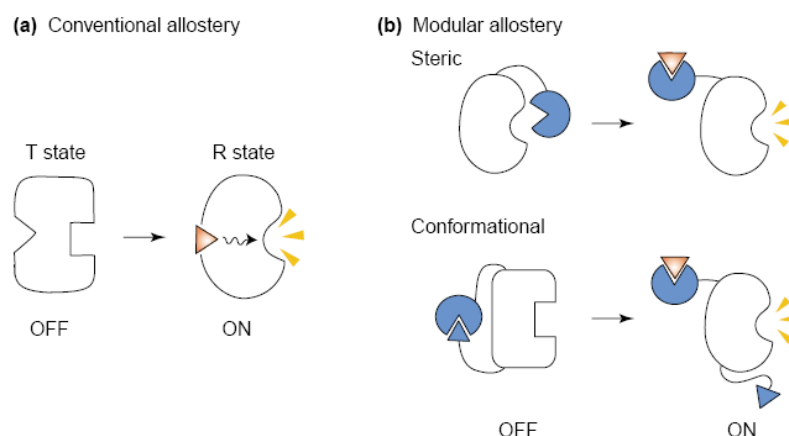 (a) Conventional allostery
T state
R state
OFF
ON
(b) Modular allostery
Steric
Conformational
OFF
ON